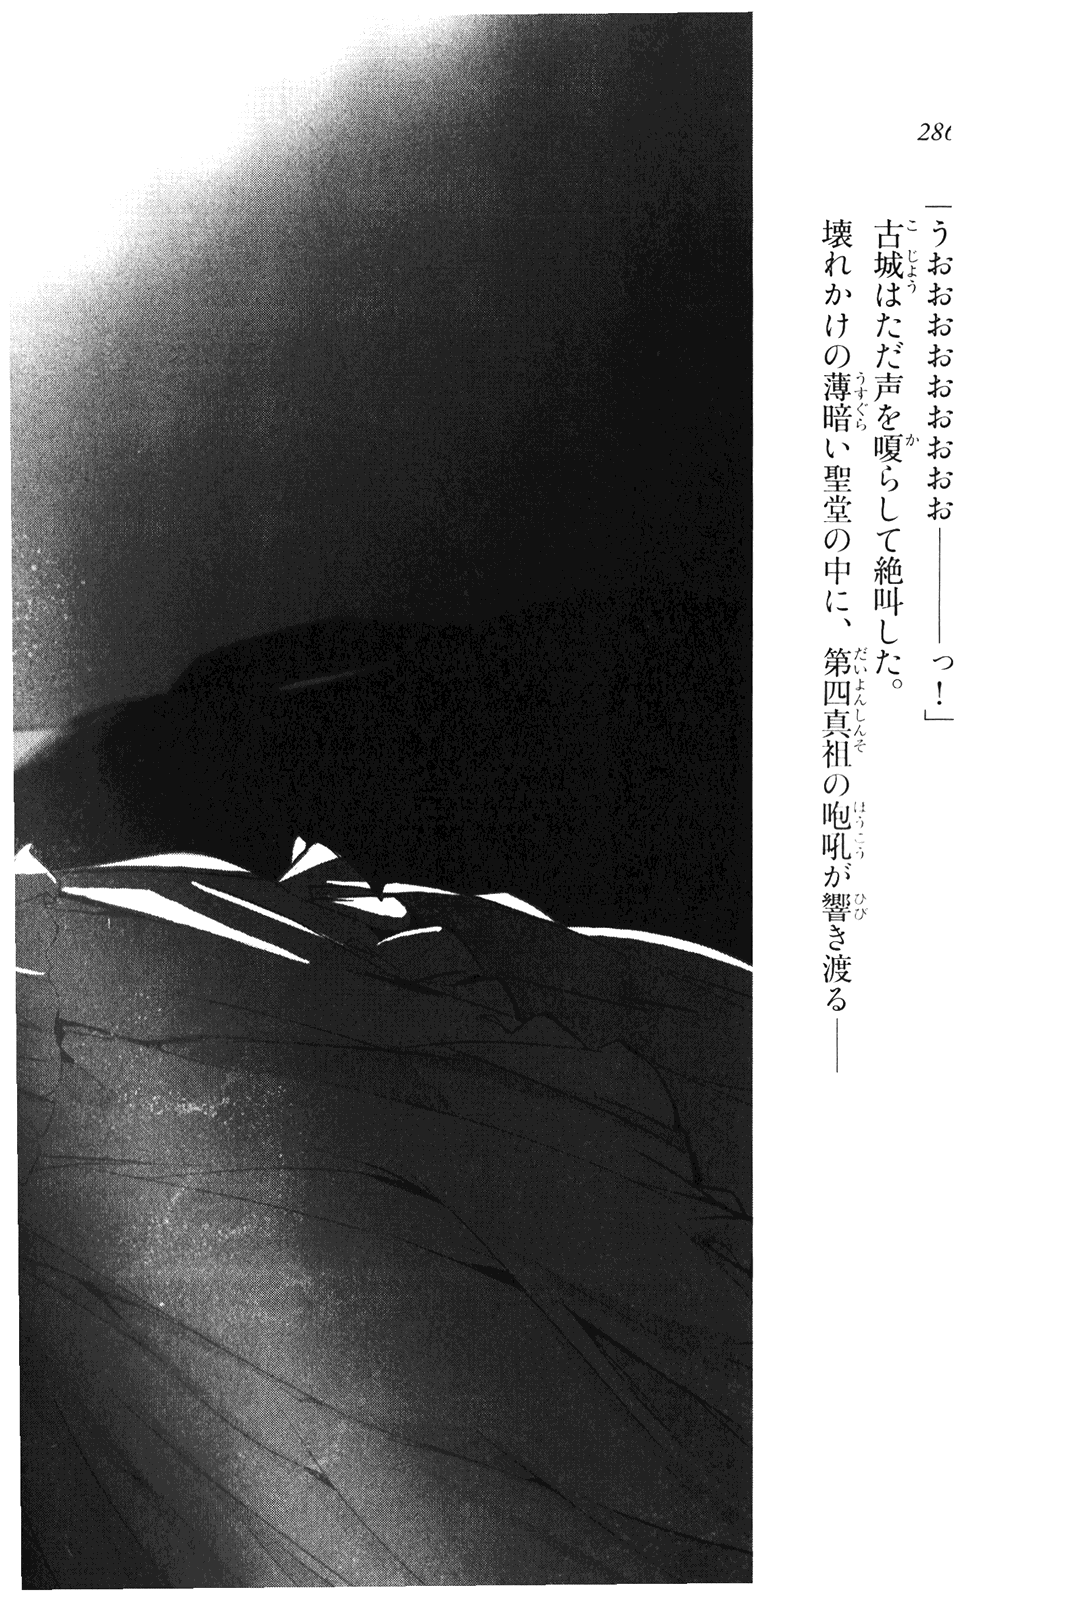 286
「うおおおおおおおおお――――っ！」
古城はただ声を嗄らして絶叫した。
壊れかけの薄暗い聖堂の中に、第四真祖の咆吼が響き渡る――